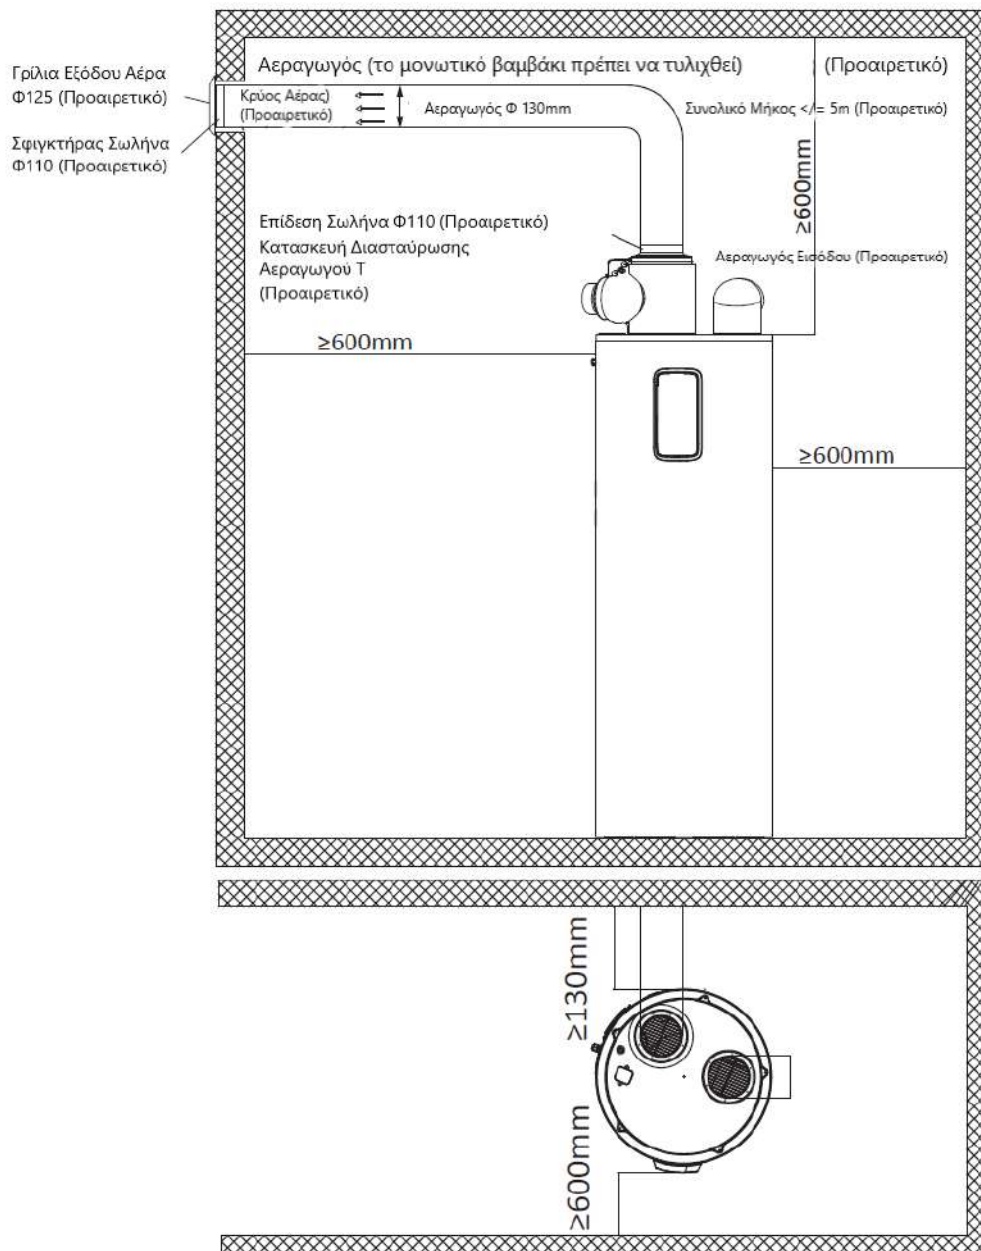 Αεραγωγός (το μονωτικό βαμβάκι πρέπει να τυλιχθεί)
(Προαιρετικό)
Γρίλια Εξόδου Αέρα
Φ125 (Προαιρετικό)
Σφιγκτήρας Σωλήνα
Φ110 (Προαιρετικό)
Κρύος Αέρας)
(Προαιρετικό)
Αεραγωγός Φ 130mm
Συνολικό Μήκος </= 5m (Προαιρετικό)
≥600mm
Επίδεση Σωλήνα Φ110 (Προαιρετικό)
Κατασκευή Διασταύρωσης
Αεραγωγού Τ
(Προαιρετικό)
Αεραγωγός Εισόδου (Προαιρετικό)
≥600mm
≥600mm
≥130mm
≥600mm